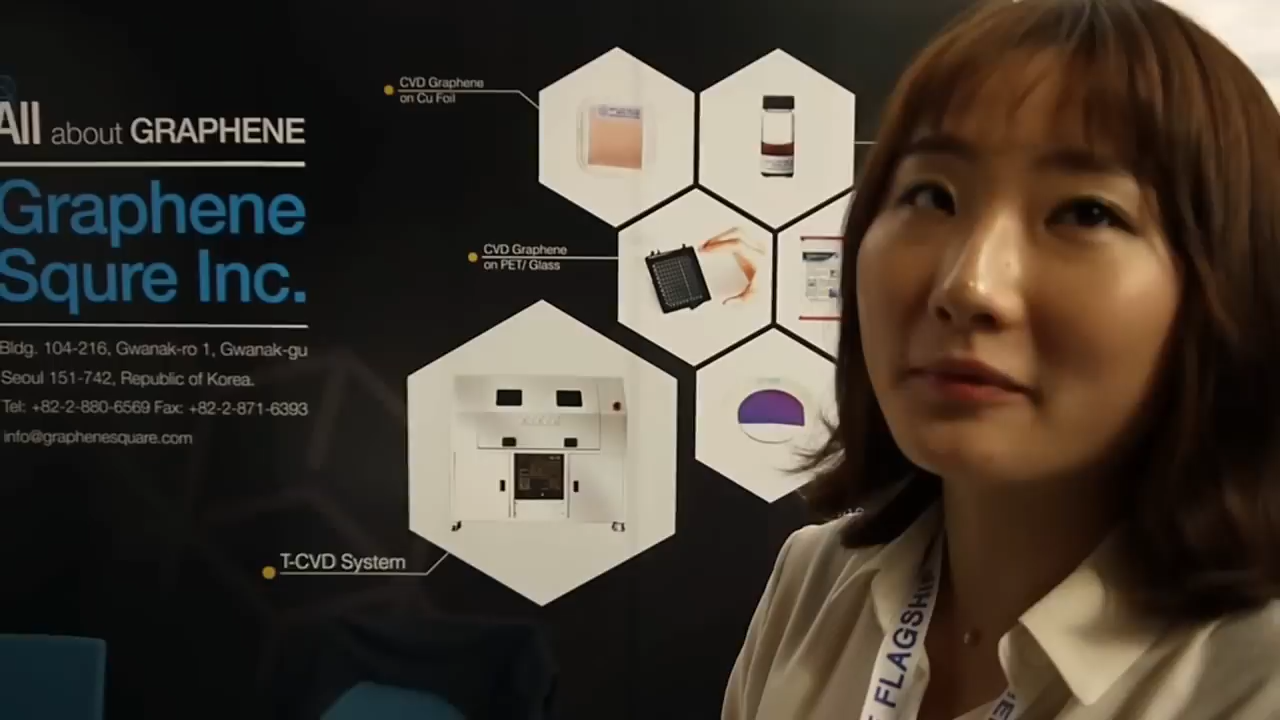 All about GRAPHENE
Graphene
Squre Inc.
Bldg. 104-216, Gwanak-ro 1, Gwanak-gu
Seoul 151-742, Republic of Korea.
Tel: +82-2-880-6569 Fax: +82-2-871-6393
info@graphenesquare.com
CVD Graphene
on Cu Foil
CVD Graphene
on PET/ Glass
T-CVD System
FLAGSHIP